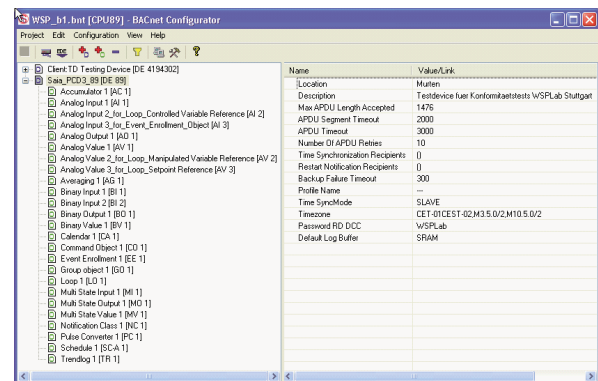 WSP_b1.bnt [CPU89] - BACnet Configurator
Project Edit Configuration View Help
Client:TD Testing Device [DE 4194302]
Saia_PCD3_89 [DE 89]
Accumulator 1 [AC 1]
Analog Input 1 [AI 1]
Analog Input 2_for_Loop_Controlled Variable Reference [AI 2]
Analog Input 3_for_Event_Enrollment_Object [AI 3]
Analog Output 1 [AO 1]
Analog Value 1 [AV 1]
Analog Value 2_for_Loop_Manipulated Variable Reference [AV 2]
Analog Value 3_for_Loop_Setpoint Reference [AV 3]
Averaging 1 [AG 1]
Binary Input 1 [BI 1]
Binary Input 2 [BI 2]
Binary Output 1 [BO 1]
Binary Value 1 [BV 1]
Calendar 1 [CA 1]
Command Object 1 [CO 1]
Event Enrollment 1 [EE 1]
Group object 1 [GO 1]
Loop 1 [LO 1]
Multi State Input 1 [MI 1]
Multi State Output 1 [MO 1]
Multi State Value 1 [MV 1]
Notification Class 1 [NC 1]
Pulse Converter 1 [PC 1]
Schedule 1 [SC-A 1]
Trendlog 1 [TR 1]
Name Value/Link
Location Murten
Description Testdevice fuer Konformitaetstests WSPLab Stuttgart
Max APDU Length Accepted 1476
APDU Segment Timeout 2000
APDU Timeout 3000
Number Of APDU Retries 10
Time Synchronization Recipients ()
Restart Notification Recipients ()
Backup Failure Timeout 300
Profile Name ---
Time SyncMode SLAVE
Timezone CET-01CEST-02,M3.5.0/2,M10.5.0/2
Password RD DCC WSPLab
Default Log Buffer SRAM